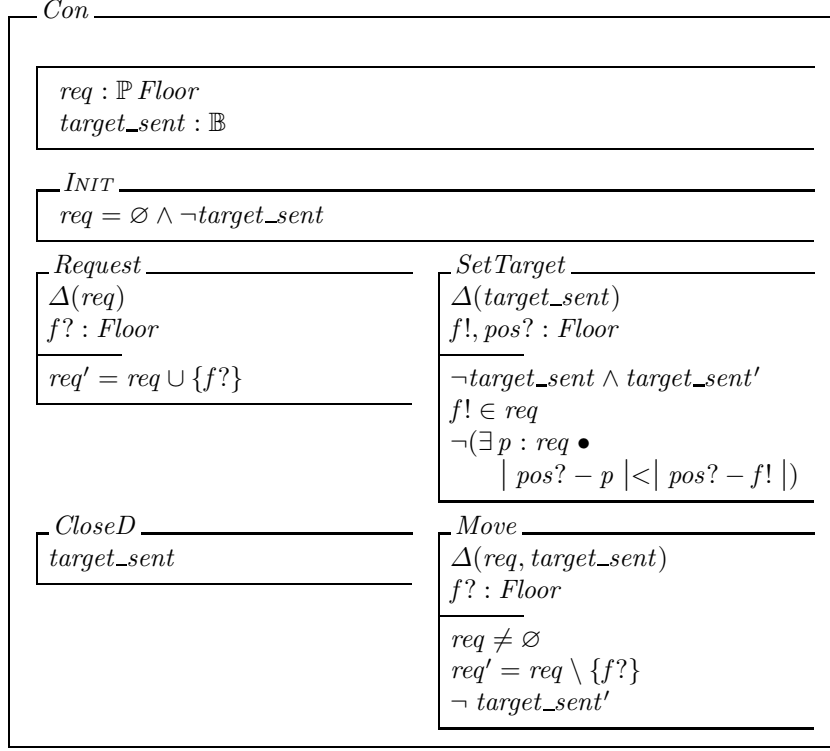 Con
req : ℙ Floor
target_sent : 𝔹
INIT
req = ∅ ∧ ¬target_sent
Request
Δ(req)
f? : Floor
req′ = req ∪ {f?}
SetTarget
Δ(target_sent)
f!, pos? : Floor
¬target_sent ∧ target_sent′
f! ∈ req
¬(∃ p : req •
| pos? − p |<| pos? − f! |)
CloseD
target_sent
Move
Δ(req, target_sent)
f? : Floor
req ≠ ∅
req′ = req \ {f?}
¬ target_sent′